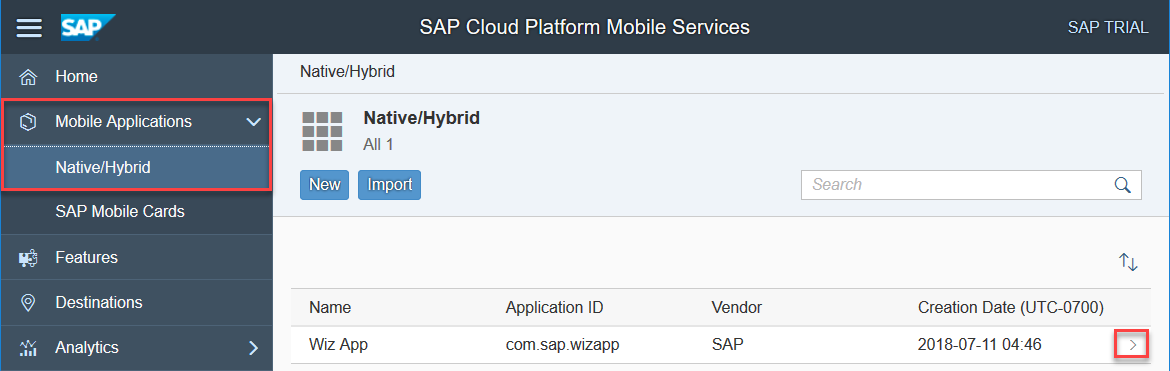 SAP SAP Cloud Platform Mobile Services SAP TRIAL
Home
Mobile Applications
Native/Hybrid
SAP Mobile Cards
Features
Destinations
Analytics
Native/Hybrid
Native/Hybrid
All 1
New Import Search
Name Application ID Vendor Creation Date (UTC-0700)
Wiz App com.sap.wizapp SAP 2018-07-11 04:46